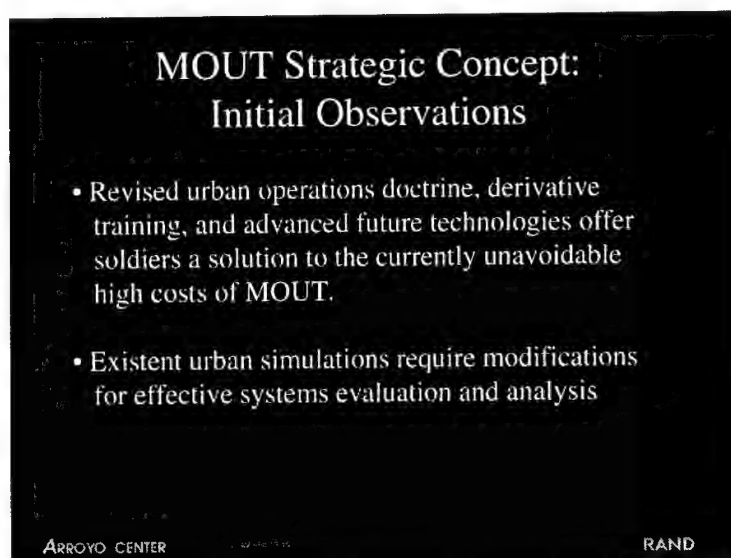 MOUT Strategic Concept:
Initial Observations
• Revised urban operations doctrine, derivative
training, and advanced future technologies offer
soldiers a solution to the currently unavoidable
high costs of MOUT.
• Existent urban simulations require modifications
for effective systems evaluation and analysis
ARROYO CENTER
RAND